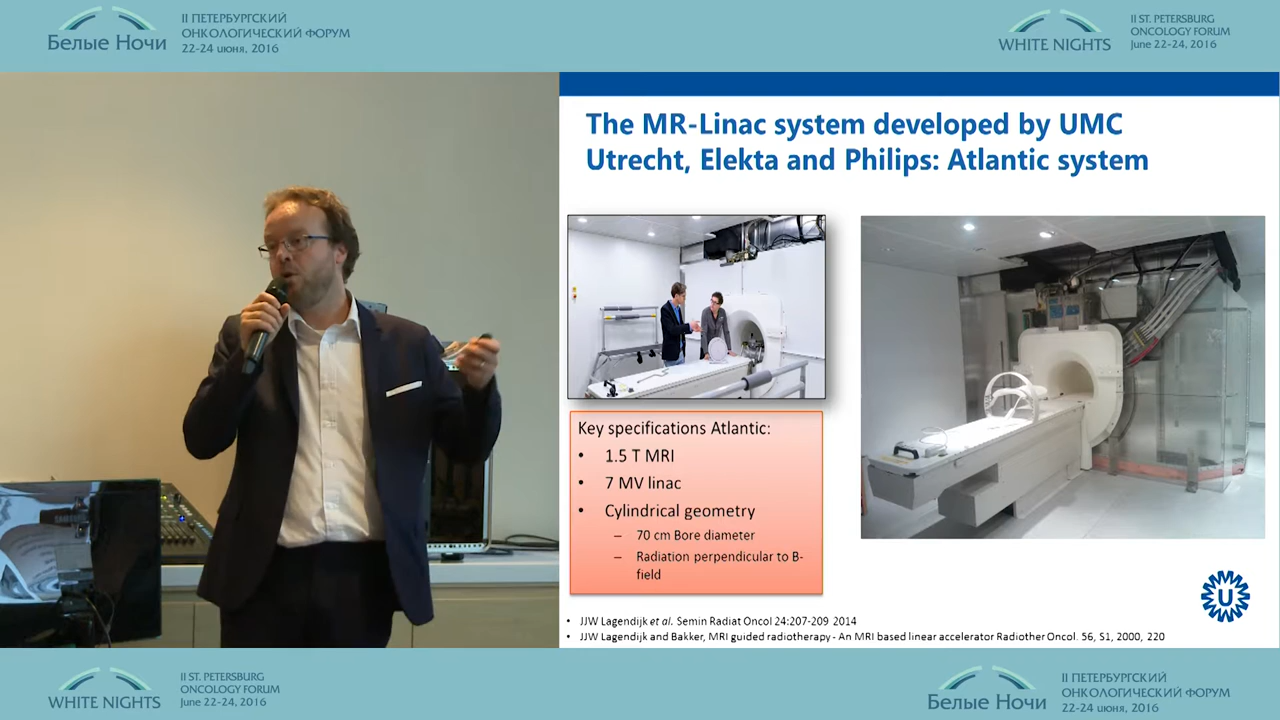 II ПЕТЕРБУРГСКИЙ
ОНКОЛОГИЧЕСКИЙ ФОРУМ
Белые Ночи
22-24 июня, 2016
II ST. PETERSBURG
ONCOLOGY FORUM
WHITE NIGHTS
June 22-24, 2016
The MR-Linac system developed by UMC
Utrecht, Elekta and Philips: Atlantic system
Key specifications Atlantic:
• 1.5 T MRI
• 7 MV linac
• Cylindrical geometry
– 70 cm Bore diameter
– Radiation perpendicular to B-
field
U
• JJW Lagendijk et al. Semin Radiat Oncol 24:207-209 2014
• JJW Lagendijk and Bakker, MRI guided radiotherapy - An MRI based linear accelerator Radiother Oncol. 56, S1, 2000, 220
II ST. PETERSBURG
ONCOLOGY FORUM
WHITE NIGHTS
June 22-24, 2016
II ПЕТЕРБУРГСКИЙ
ОНКОЛОГИЧЕСКИЙ ФОРУМ
Белые Ночи
22-24 июня, 2016